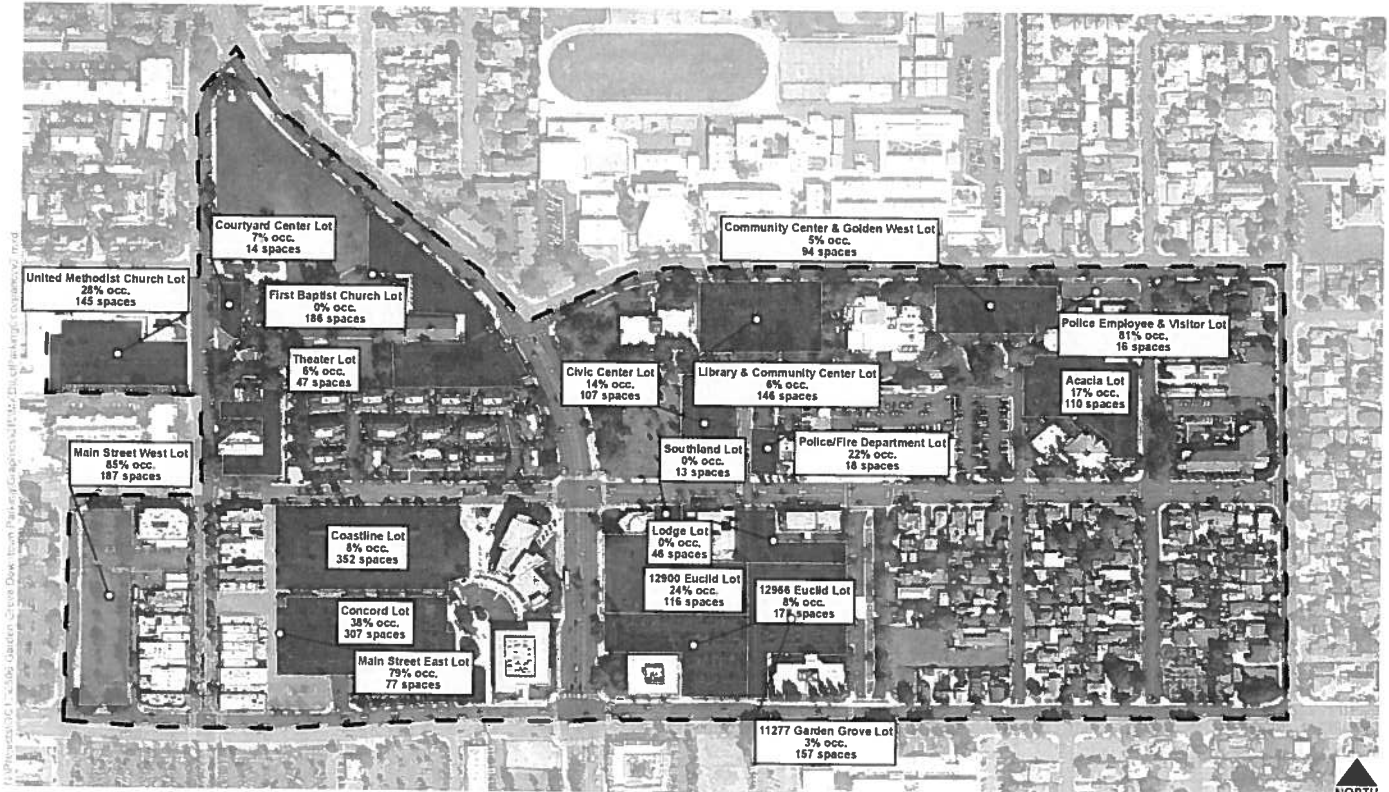 Courtyard Center Lot
7% occ.
14 spaces
Community Center & Golden West Lot
5% occ.
94 spaces
United Methodist Church Lot
28% occ.
145 spaces
First Baptist Church Lot
0% occ.
186 spaces
Police Employee & Visitor Lot
81% occ.
16 spaces
Theater Lot
6% occ.
47 spaces
Civic Center Lot
14% occ.
107 spaces
Library & Community Center Lot
6% occ.
146 spaces
Acacia Lot
17% occ.
110 spaces
Main Street West Lot
85% occ.
187 spaces
Southland Lot
0% occ.
13 spaces
Police/Fire Department Lot
22% occ.
18 spaces
Coastline Lot
8% occ.
352 spaces
Lodge Lot
0% occ.
46 spaces
12900 Euclid Lot
24% occ.
116 spaces
12966 Euclid Lot
8% occ.
spaces
Concord Lot
38% occ.
307 spaces
Main Street East Lot
79% occ.
77 spaces
11277 Garden Grove Lot
3% occ.
157 spaces
NORTH